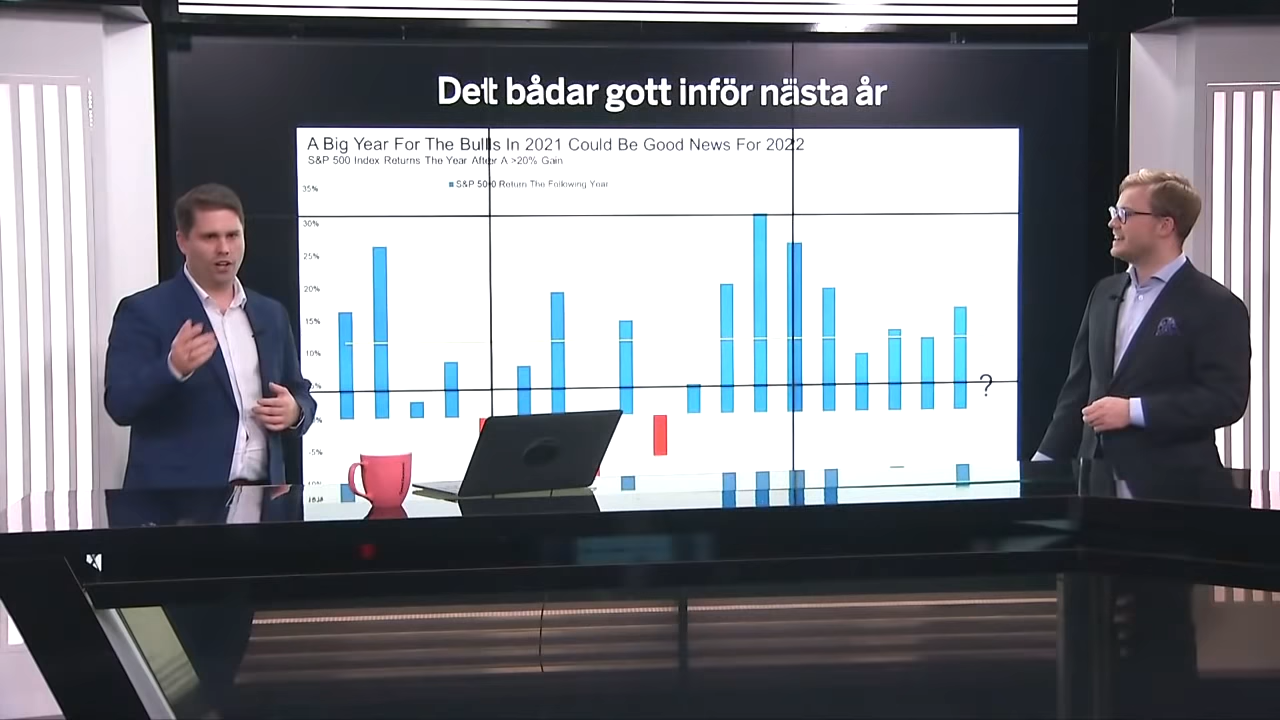 Det bådar gott inför nästa år
A Big Year For The Bulls In 2021 Could Be Good News For 2022
S&P 500 Index Returns The Year After A >20% Gain
S&P 500 Return The Following Year
35%
30%
25%
20%
15%
10%
5%
%
-5%
?